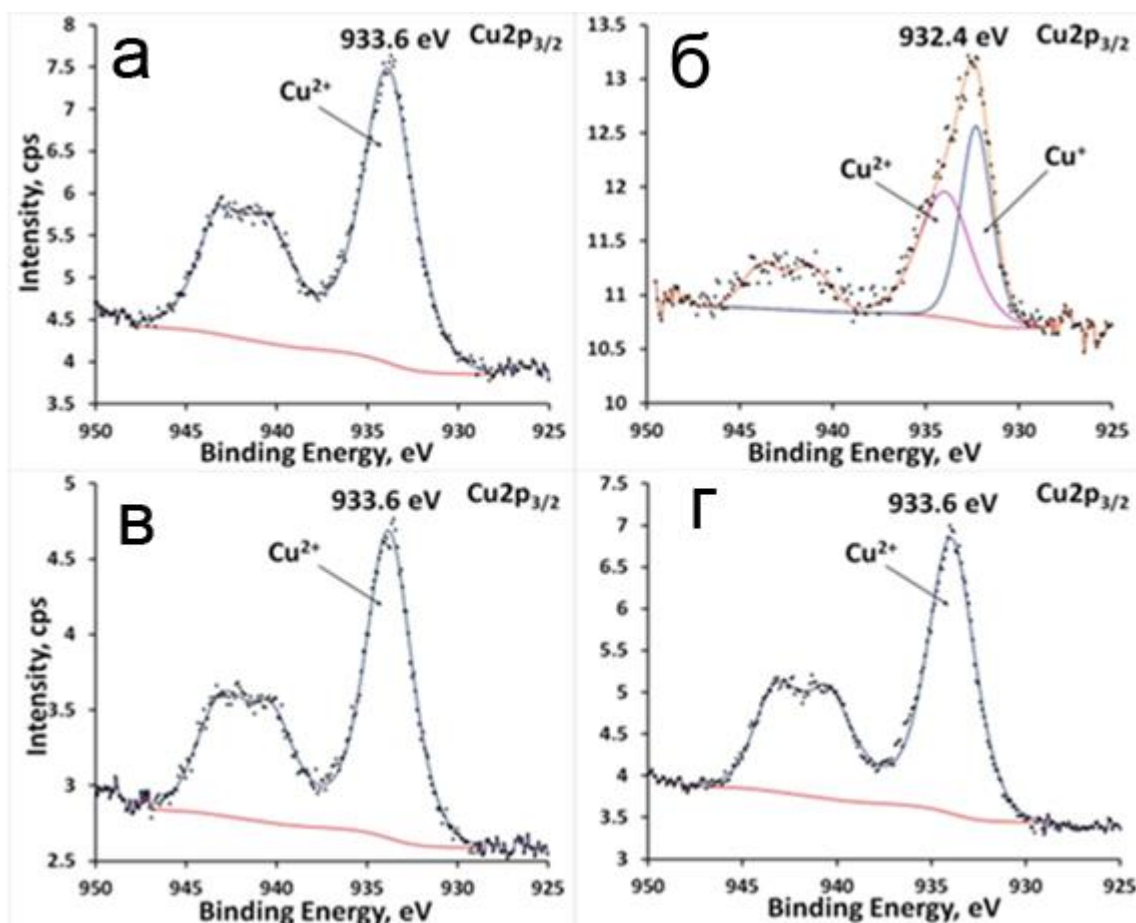 а
933.6 eV
Cu2p3/2
Cu²⁺
Intensity, cps
8
7.5
7
6.5
6
5.5
5
4.5
4
3.5
950
945
940
935
930
925
Binding Energy, eV
б
932.4 eV
Cu2p3/2
Cu²⁺
Cu⁺
13.5
13
12.5
12
11.5
11
10.5
10
950
945
940
935
930
925
Binding Energy, eV
в
933.6 eV
Cu2p3/2
Cu²⁺
Intensity, cps
5
4.5
4
3.5
3
2.5
950
945
940
935
930
925
Binding Energy, eV
г
933.6 eV
Cu2p3/2
Cu²⁺
7.5
7
6.5
6
5.5
5
4.5
4
3.5
3
950
945
940
935
930
925
Binding Energy, eV